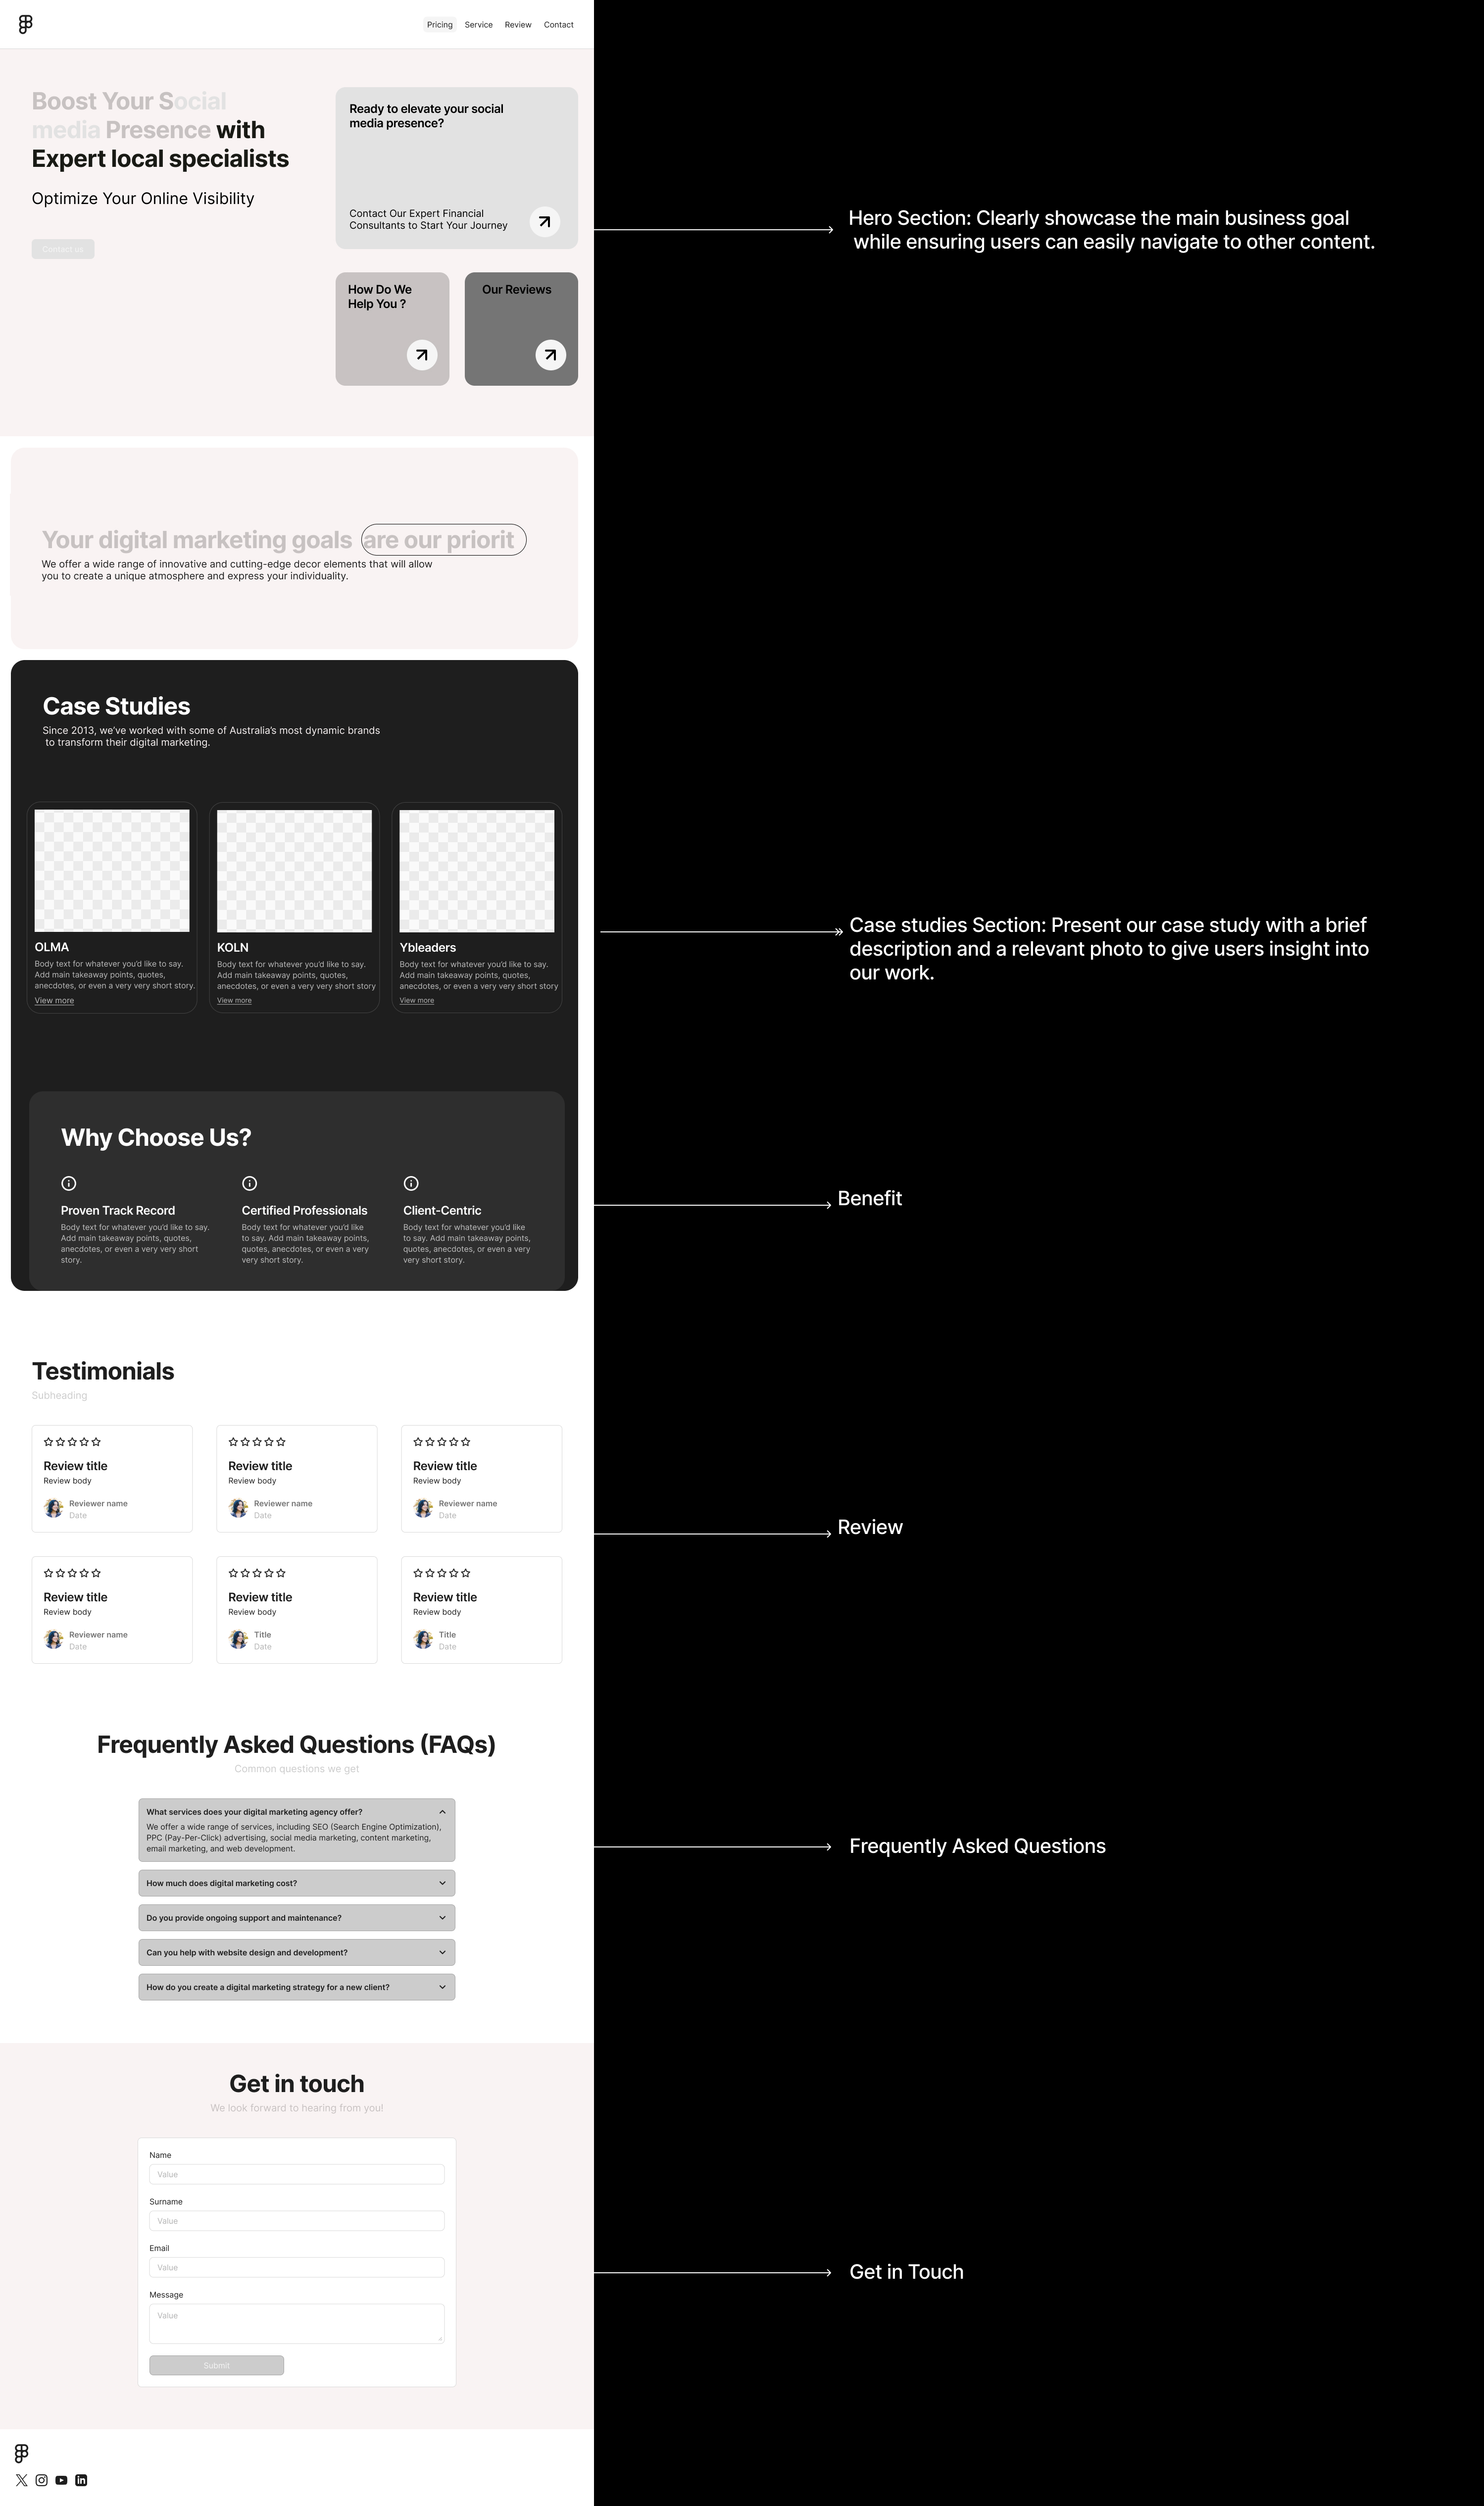 Pricing Service Review Contact
Boost Your Social
media Presence with
Expert local specialists
Optimize Your Online Visibility
Contact us
Ready to elevate your social
media presence?
Contact Our Expert Financial
Consultants to Start Your Journey
How Do We
Help You ?
Our Reviews
Hero Section: Clearly showcase the main business goal
while ensuring users can easily navigate to other content.
Your digital marketing goals are our priorit
We offer a wide range of innovative and cutting-edge decor elements that will allow
you to create a unique atmosphere and express your individuality.
Case Studies
Since 2013, we've worked with some of Australia's most dynamic brands
to transform their digital marketing.
OLMA
Body text for whatever you'd like to say.
Add main takeaway points, quotes,
anecdotes, or even a very very short story.
View more
KOLN
Body text for whatever you'd like to say.
Add main takeaway points, quotes,
anecdotes, or even a very very short story
View more
Ybleaders
Body text for whatever you'd like to say.
Add main takeaway points, quotes,
anecdotes, or even a very very short story
View more
Case studies Section: Present our case study with a brief
description and a relevant photo to give users insight into
our work.
Why Choose Us?
Proven Track Record
Body text for whatever you'd like to say.
Add main takeaway points, quotes,
anecdotes, or even a very very short
story.
Certified Professionals
Body text for whatever you'd like
to say. Add main takeaway points,
quotes, anecdotes, or even a very
very short story.
Client-Centric
Body text for whatever you'd like
to say. Add main takeaway points,
quotes, anecdotes, or even a very
very short story.
Benefit
Testimonials
Subheading
Review title
Review body
Reviewer name
Date
Review title
Review body
Reviewer name
Date
Review title
Review body
Reviewer name
Date
Review title
Review body
Reviewer name
Date
Review title
Review body
Title
Date
Review title
Review body
Title
Date
Review
Frequently Asked Questions (FAQs)
Common questions we get
What services does your digital marketing agency offer?
We offer a wide range of services, including SEO (Search Engine Optimization),
PPC (Pay-Per-Click) advertising, social media marketing, content marketing,
email marketing, and web development.
How much does digital marketing cost?
Do you provide ongoing support and maintenance?
Can you help with website design and development?
How do you create a digital marketing strategy for a new client?
Frequently Asked Questions
Get in touch
We look forward to hearing from you!
Name
Value
Surname
Value
Email
Value
Message
Value
Submit
Get in Touch